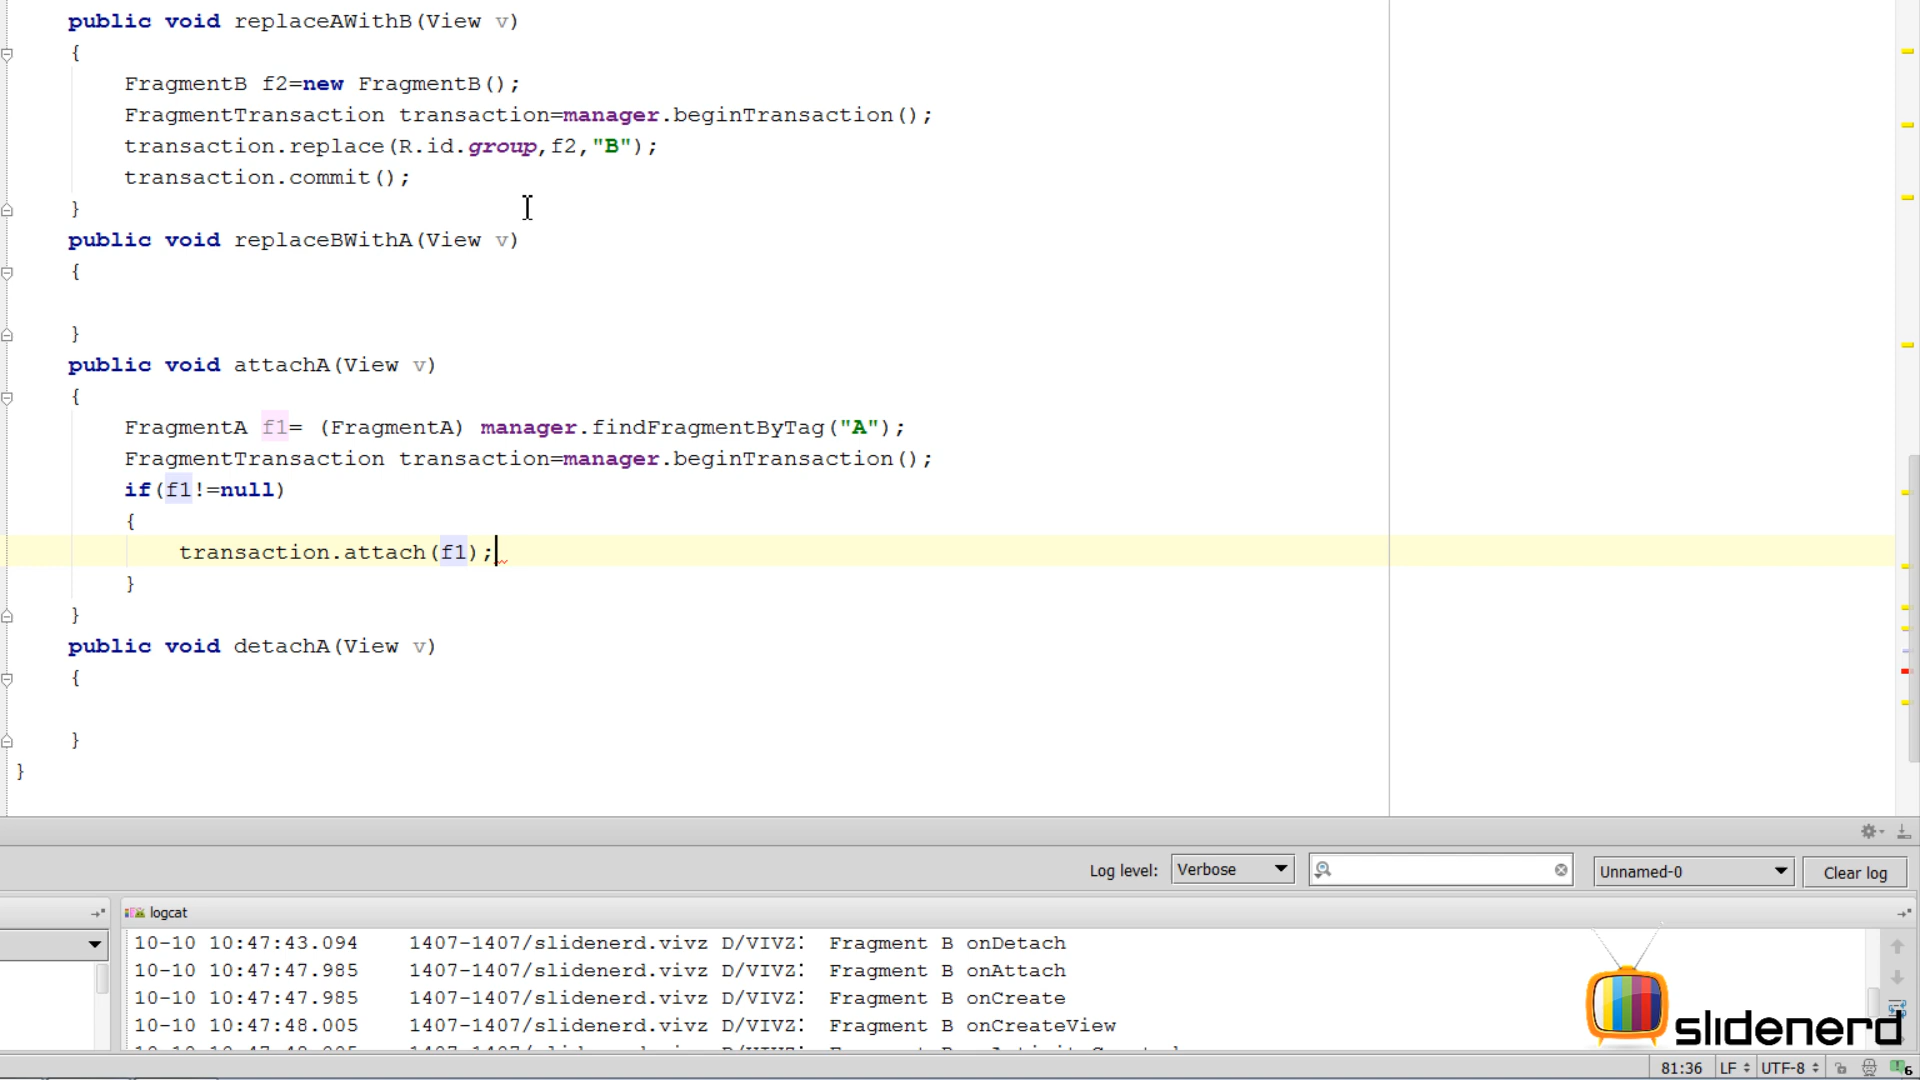 public void replaceAWithB(View v)
{
FragmentB f2=new FragmentB();
FragmentTransaction transaction=manager.beginTransaction();
transaction.replace(R.id.group,f2,"B");
transaction.commit();
}
public void replaceBWithA(View v)
{
}
public void attachA(View v)
{
FragmentA f1= (FragmentA) manager.findFragmentByTag("A");
FragmentTransaction transaction=manager.beginTransaction();
if(f1!=null)
{
transaction.attach(f1);
}
}
public void detachA(View v)
{
}
}
Log level: Verbose Unnamed-0 Clear log
logcat
10-10 10:47:43.094 1407-1407/slidenerd.vivz D/VIVZ: Fragment B onDetach
10-10 10:47:47.985 1407-1407/slidenerd.vivz D/VIVZ: Fragment B onAttach
10-10 10:47:47.985 1407-1407/slidenerd.vivz D/VIVZ: Fragment B onCreate
10-10 10:47:48.005 1407-1407/slidenerd.vivz D/VIVZ: Fragment B onCreateView
slidenerd
81:36 LF UTF-8 6